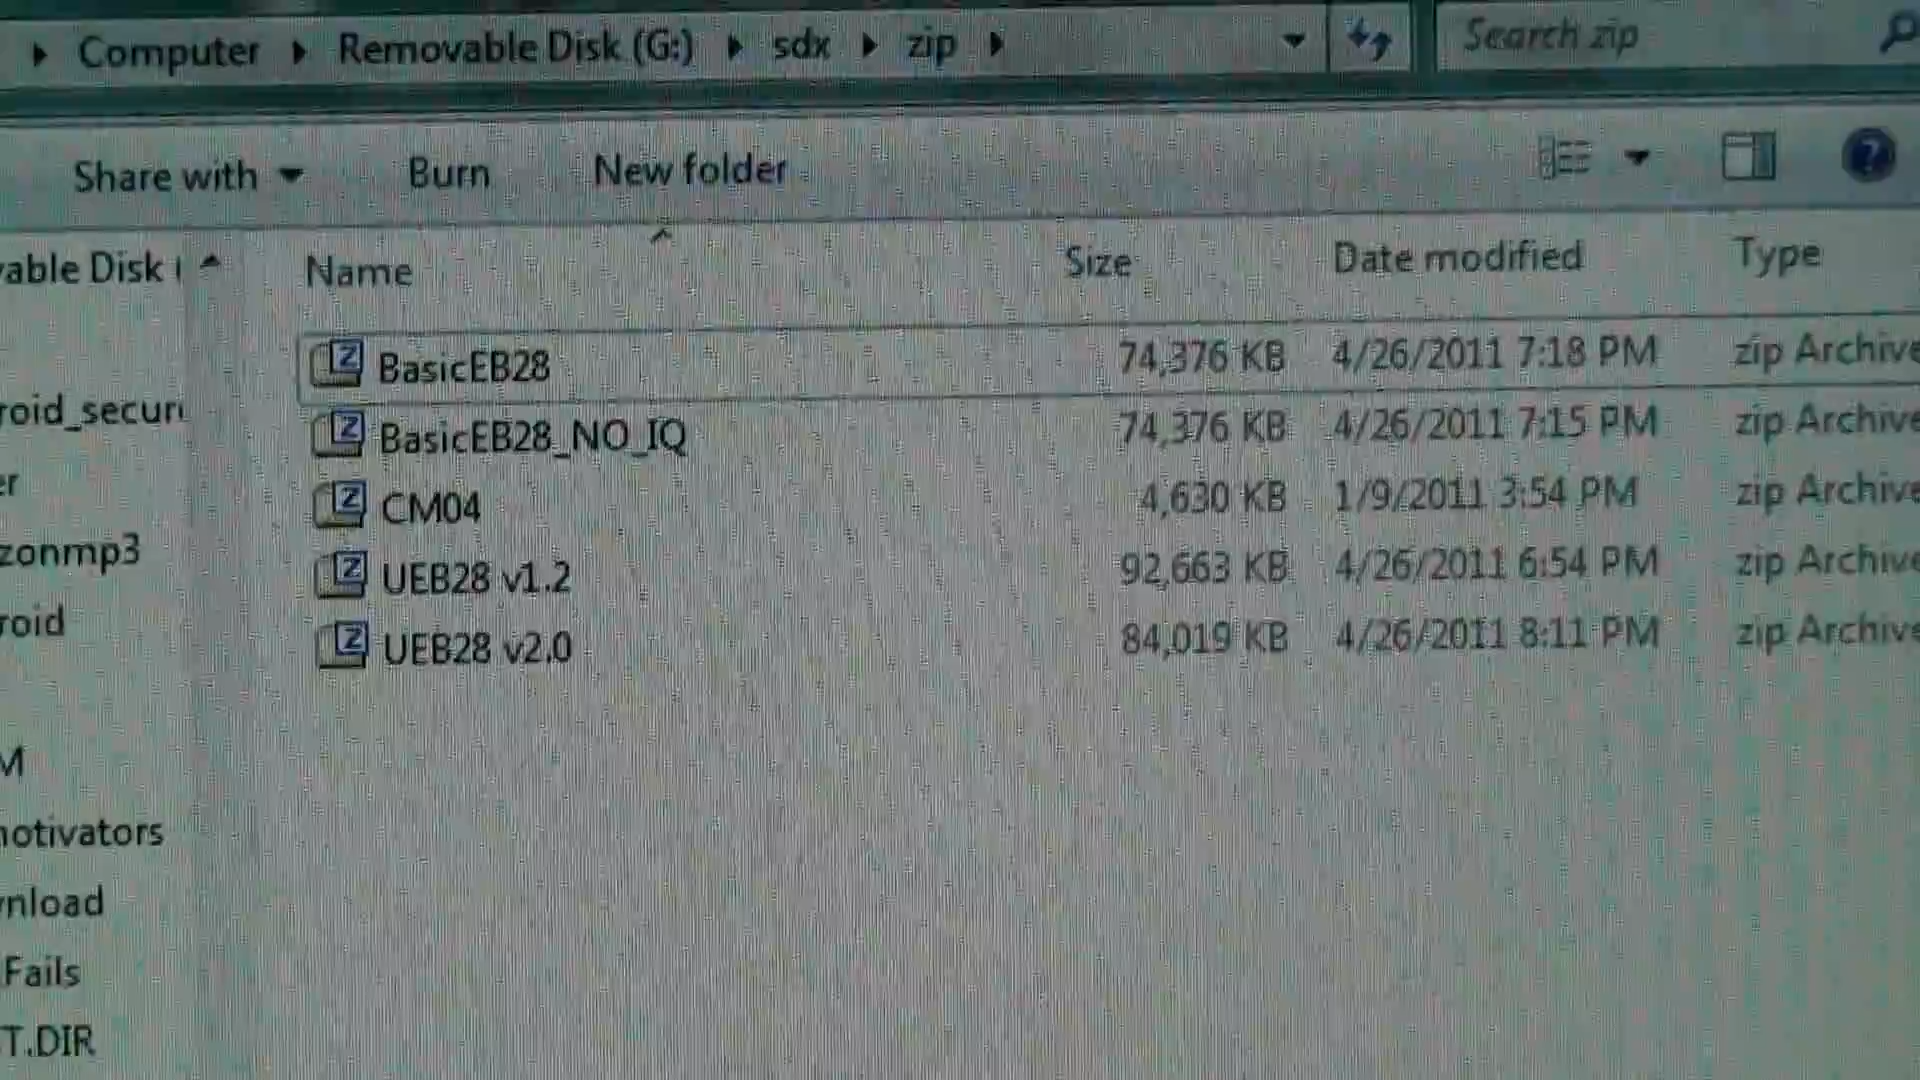 Computer Removable Disk (G:) sdx zip Search zip
Share with Burn New folder
Name Size Date modified Type
BasicEB28 74,376 KB 4/26/2011 7:18 PM zip Archive
BasicEB28_NO_IQ 74,376 KB 4/26/2011 7:15 PM zip Archive
CM04 4,630 KB 1/9/2011 3:54 PM zip Archive
UEB28 v1.2 92,663 KB 4/26/2011 6:54 PM zip Archive
UEB28 v2.0 84,019 KB 4/26/2011 8:11 PM zip Archive
able Disk
roid_secur
er
zonmp3
roid
M
otivators
nload
Fails
T.DIR